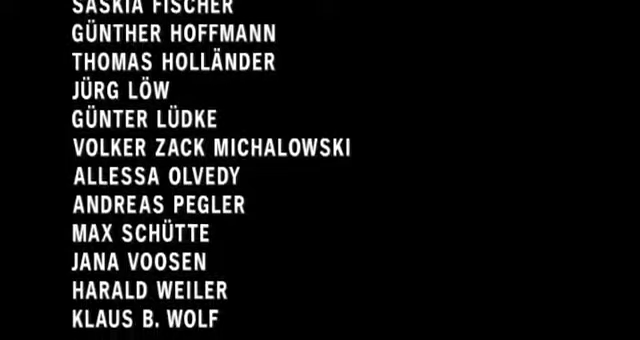 SASKIA FISCHER
GÜNTHER HOFFMANN
THOMAS HOLLÄNDER
JÜRG LÖW
GÜNTER LÜDKE
VOLKER ZACK MICHALOWSKI
ALLESSA OLVEDY
ANDREAS PEGLER
MAX SCHÜTTE
JANA VOOSEN
HARALD WEILER
KLAUS B. WOLF